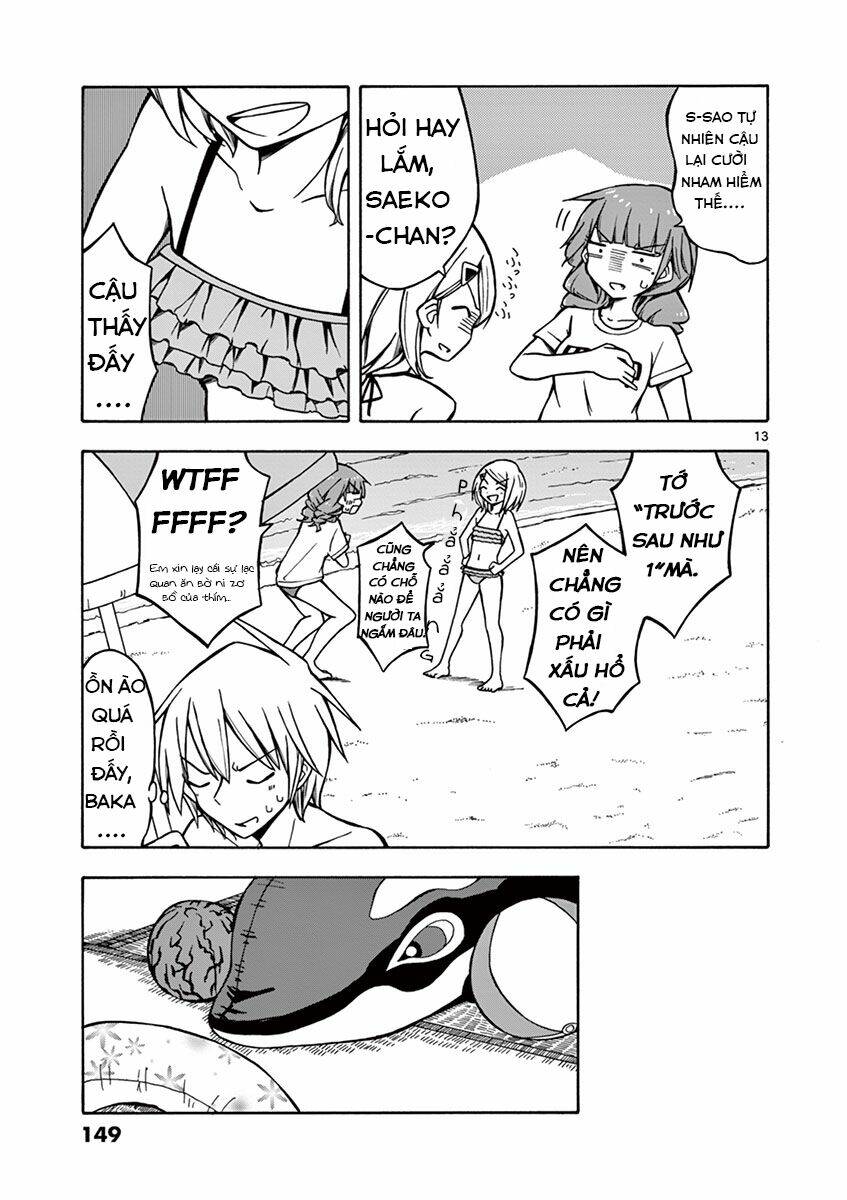 S-SAO TỰ
NHIÊN CẬU
LẠI CƯỜI
NHAM HIỂM
THẾ....
HỎI HAY
LẮM,
SAEKO
-CHAN?
CẬU
THẤY
ĐẤY
....
13
TỚ
"TRƯỚC
SAU NHƯ
1"MÀ.
NÊN
CHẲNG
CÓ GÌ
PHẢI
XẤU HỔ
CẢ!
CŨNG
CHẲNG
CÓ CHỖ
NÀO ĐỂ
NGƯỜI TA
NGẮM ĐÂU.
WTFF
FFFF?
Em xin lạy cái sự lạc
quan ăn sờ ni zơ
bổ của thím..
ỒN ÀO
QUÁ
RỒI
ĐẤY,
BAKA
....
149